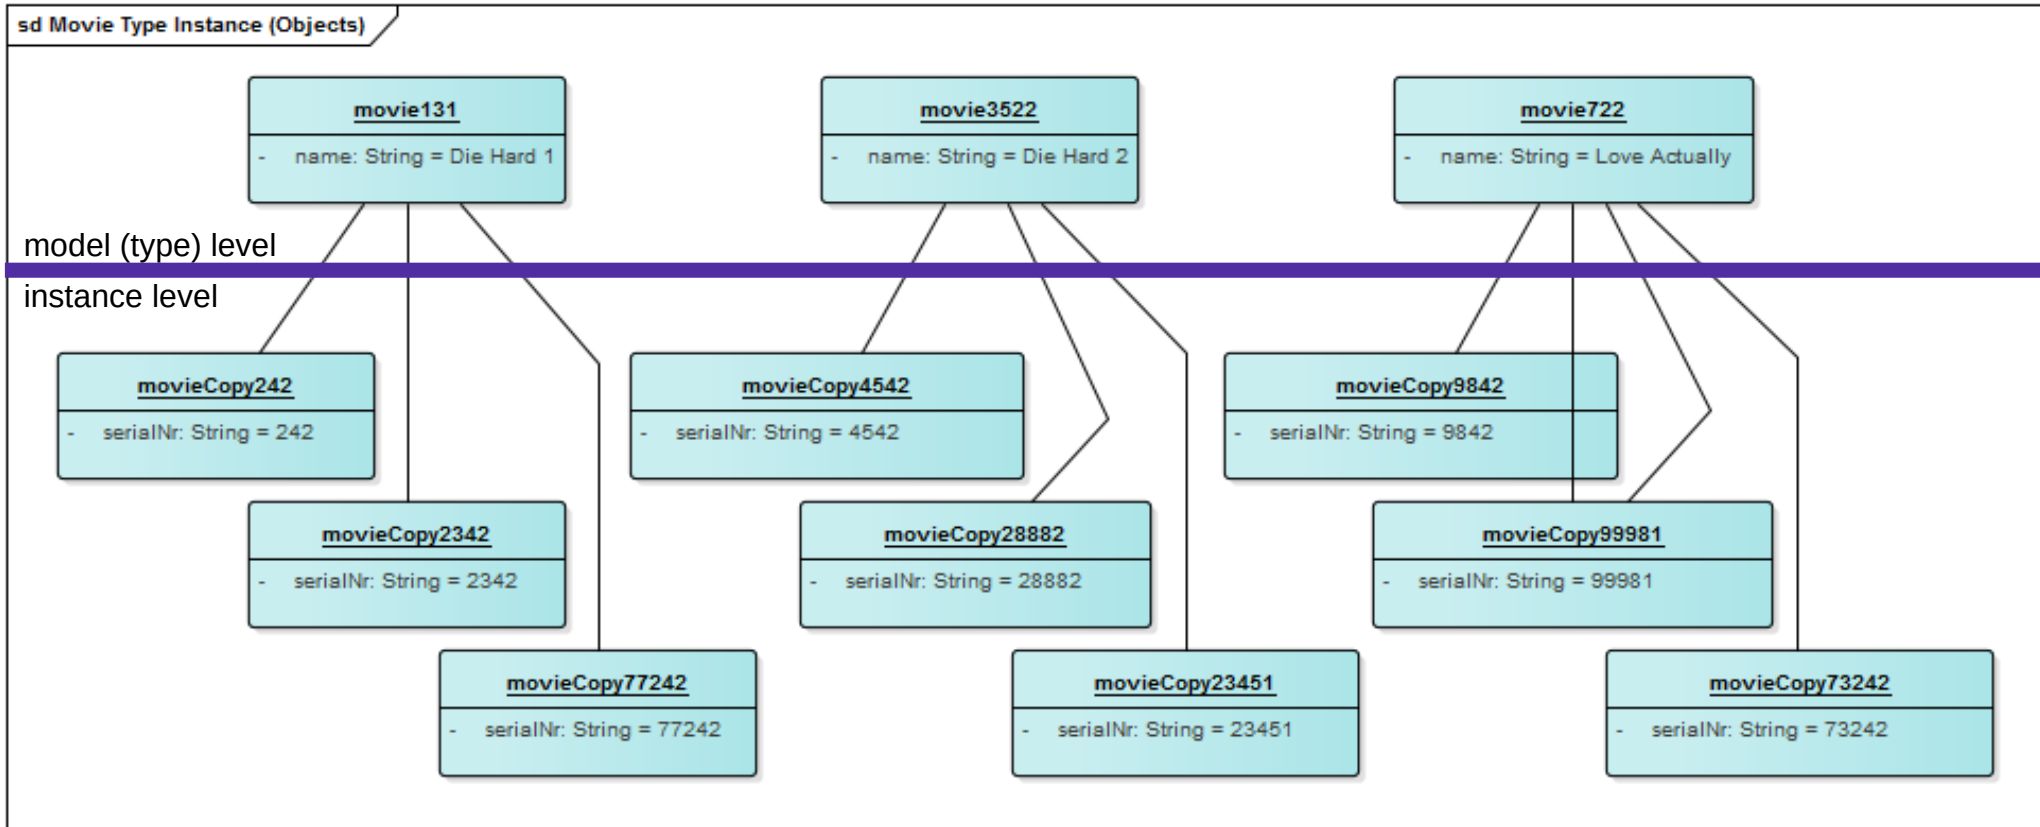 sd Movie Type Instance (Objects)
movie131
- name: String = Die Hard 1
movie3522
- name: String = Die Hard 2
movie722
- name: String = Love Actually
model (type) level
instance level
movieCopy242
- serialNr: String = 242
movieCopy4542
- serialNr: String = 4542
movieCopy9842
- serialNr: String = 9842
movieCopy2342
- serialNr: String = 2342
movieCopy28882
- serialNr: String = 28882
movieCopy99981
- serialNr: String = 99981
movieCopy77242
- serialNr: String = 77242
movieCopy23451
- serialNr: String = 23451
movieCopy73242
- serialNr: String = 73242